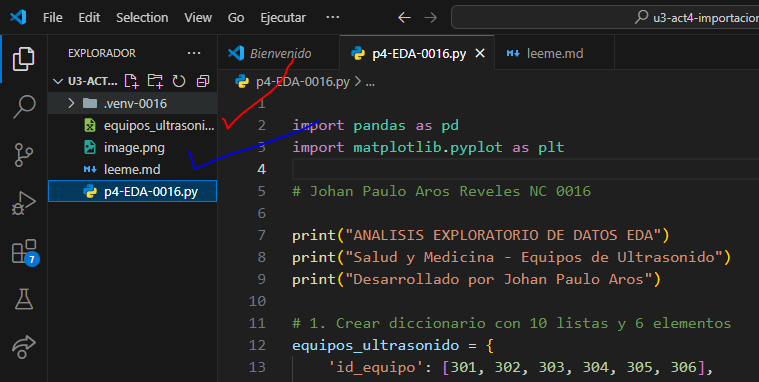 File Edit Selection Ver Go Ejecutar ... u3-act4-importacion
EXPLORADOR ...
U3-ACT...
.venv-0016
equipos_ultrasoni...
image.png
leeme.md
p4-EDA-0016.py
7
Bienvenido p4-EDA-0016.py leeme.md
p4-EDA-0016.py > ...
1
2 import pandas as pd
3 import matplotlib.pyplot as plt
4
5 # Johan Paulo Aros Reveles NC 0016
6
7 print("ANALISIS EXPLORATORIO DE DATOS EDA")
8 print("Salud y Medicina - Equipos de Ultrasonido")
9 print("Desarrollado por Johan Paulo Aros")
10
11 # 1. Crear diccionario con 10 listas y 6 elementos
12 equipos_ultrasonido = {
13 'id_equipo': [301, 302, 303, 304, 305, 306],